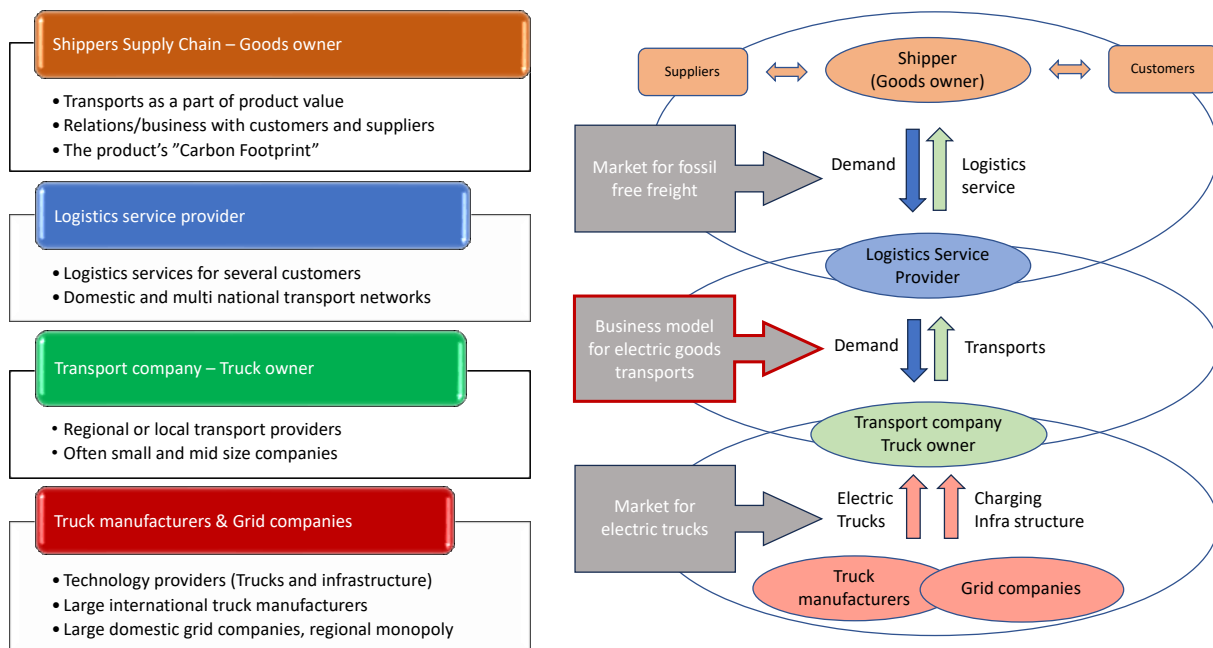 Shippers Supply Chain – Goods owner
• Transports as a part of product value
• Relations/business with customers and suppliers
• The product's ”Carbon Footprint”
Logistics service provider
• Logistics services for several customers
• Domestic and multi national transport networks
Transport company – Truck owner
• Regional or local transport providers
• Often small and mid size companies
Truck manufacturers & Grid companies
• Technology providers (Trucks and infrastructure)
• Large international truck manufacturers
• Large domestic grid companies, regional monopoly
Suppliers
Shipper
(Goods owner)
Customers
Market for fossil
free freight
Demand
Logistics
service
Logistics Service
Provider
Business model
for electric goods
transports
Demand
Transports
Transport company
Truck owner
Market for
electric trucks
Electric
Trucks
Charging
Infra structure
Truck
manufacturers
Grid companies